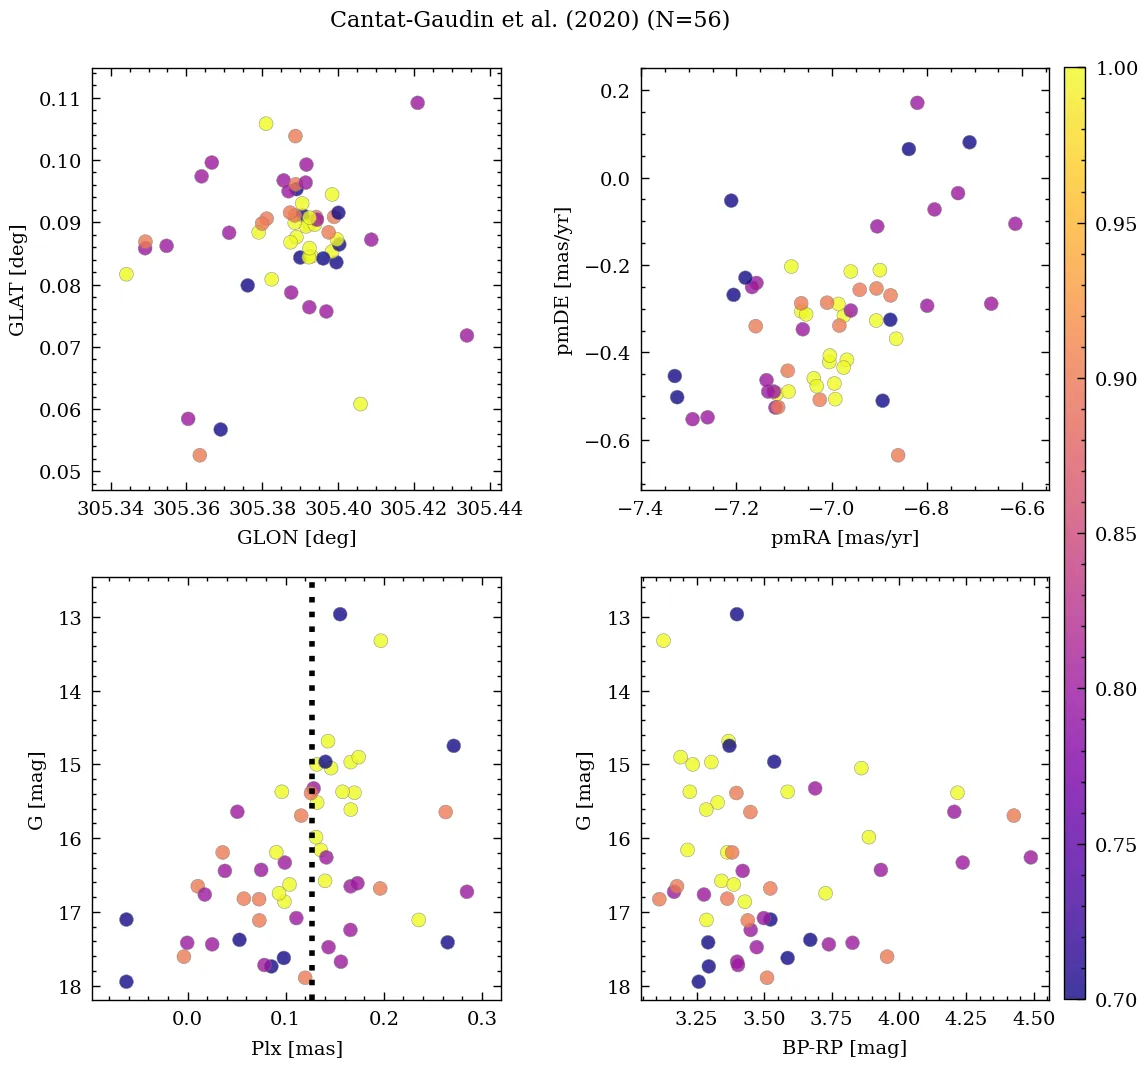 Cantat-Gaudin et al. (2020) (N=56)
0.11
0.10
0.09
0.08
0.07
0.06
0.05
GLAT [deg]
305.34 305.36 305.38 305.40 305.42 305.44
GLON [deg]
0.2
0.0
−0.2
−0.4
−0.6
pmDE [mas/yr]
−7.4 −7.2 −7.0 −6.8 −6.6
pmRA [mas/yr]
1.00
0.95
0.90
0.85
0.80
0.75
0.70
13
14
15
16
17
18
G [mag]
0.0 0.1 0.2 0.3
Plx [mas]
13
14
15
16
17
18
G [mag]
3.25 3.50 3.75 4.00 4.25 4.50
BP-RP [mag]